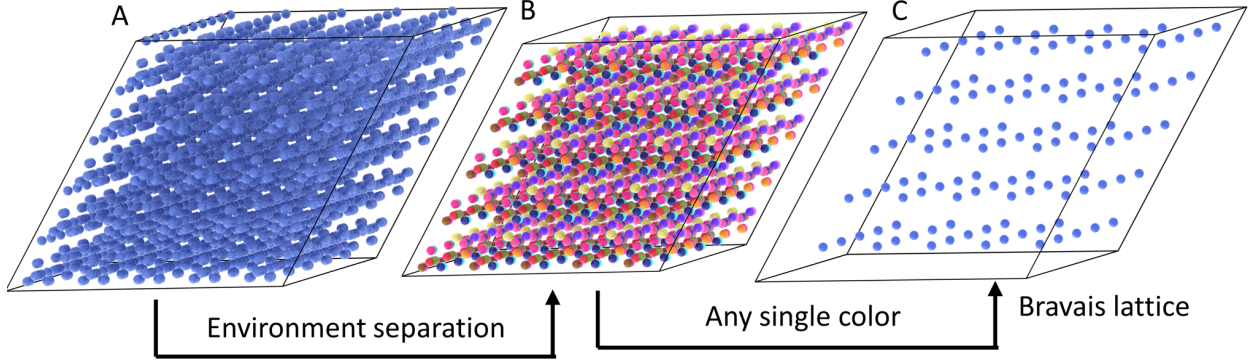 A
B
C
Environment separation
Any single color
Bravais lattice